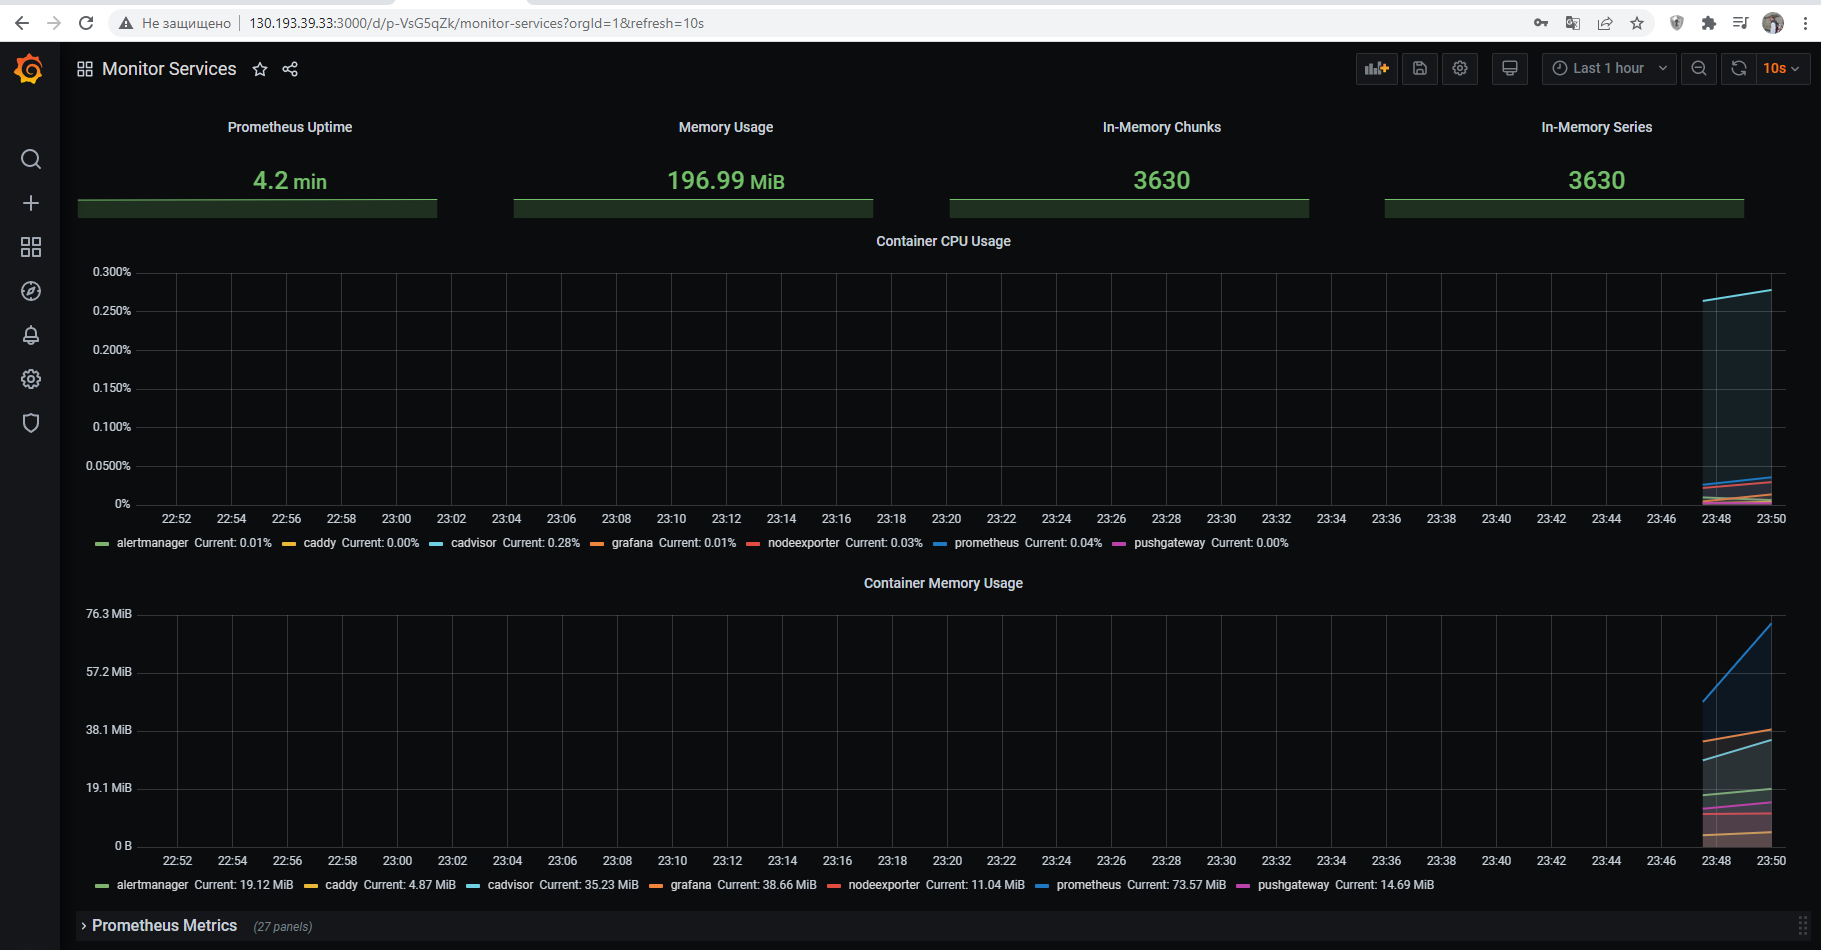 Не защищено 130.193.39.33:3000/d/p-VsG5qZk/monitor-services?orgId=1&refresh=10s
Monitor Services Last 1 hour 10s
Prometheus Uptime Memory Usage In-Memory Chunks In-Memory Series
4.2 min 196.99 MiB 3630 3630
Container CPU Usage
0.300%
0.250%
0.200%
0.150%
0.100%
0.0500%
0%
22:52 22:54 22:56 22:58 23:00 23:02 23:04 23:06 23:08 23:10 23:12 23:14 23:16 23:18 23:20 23:22 23:24 23:26 23:28 23:30 23:32 23:34 23:36 23:38 23:40 23:42 23:44 23:46 23:48 23:50
alertmanager Current: 0.01% caddy Current: 0.00% cadvisor Current: 0.28% grafana Current: 0.01% nodeexporter Current: 0.03% prometheus Current: 0.04% pushgateway Current: 0.00%
Container Memory Usage
76.3 MiB
57.2 MiB
38.1 MiB
19.1 MiB
0 B
22:52 22:54 22:56 22:58 23:00 23:02 23:04 23:06 23:08 23:10 23:12 23:14 23:16 23:18 23:20 23:22 23:24 23:26 23:28 23:30 23:32 23:34 23:36 23:38 23:40 23:42 23:44 23:46 23:48 23:50
alertmanager Current: 19.12 MiB caddy Current: 4.87 MiB cadvisor Current: 35.23 MiB grafana Current: 38.66 MiB nodeexporter Current: 11.04 MiB prometheus Current: 73.57 MiB pushgateway Current: 14.69 MiB
Prometheus Metrics (27 panels)